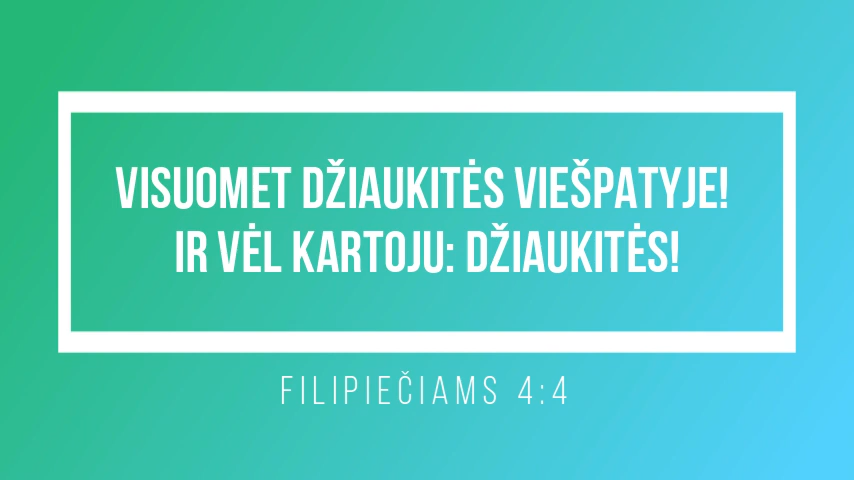 VISUOMET DŽIAUKITĖS VIEŠPATYJE!
IR VĖL KARTOJU: DŽIAUKITĖS!
FILIPIEČIAMS 4:4